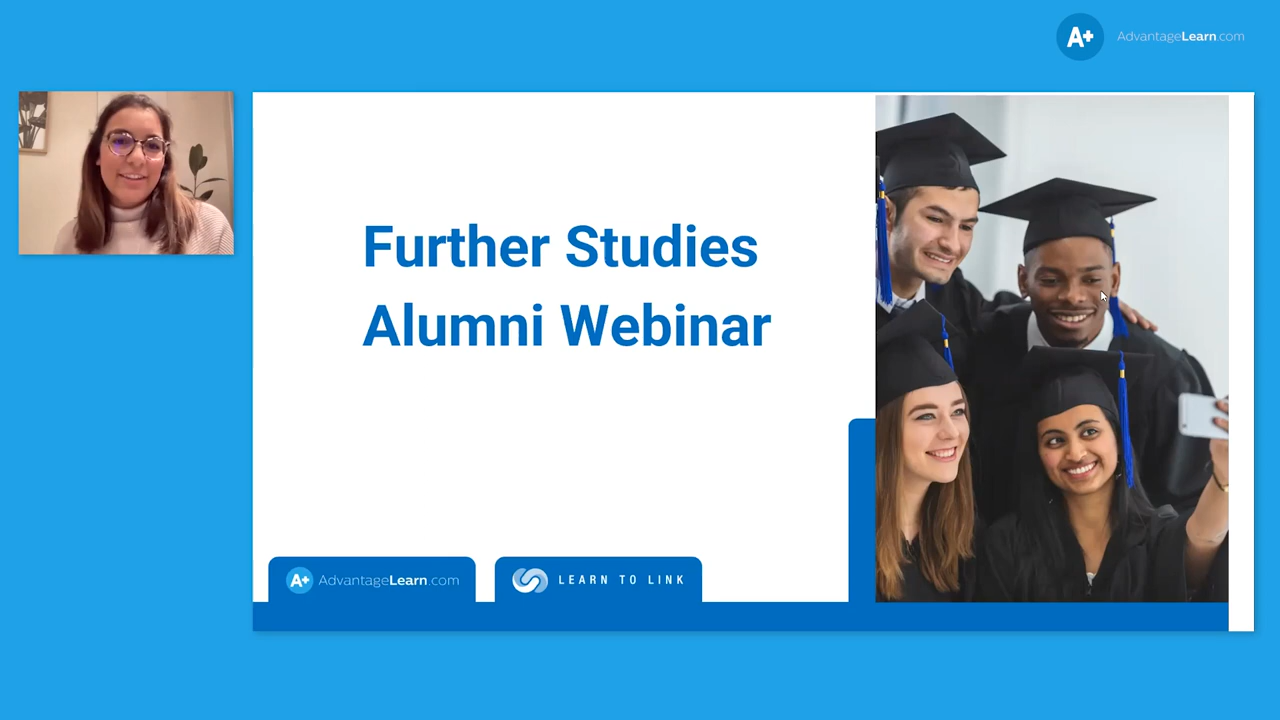 A+ AdvantageLearn.com
Further Studies
Alumni Webinar
A+ AdvantageLearn.com
LEARN TO LINK